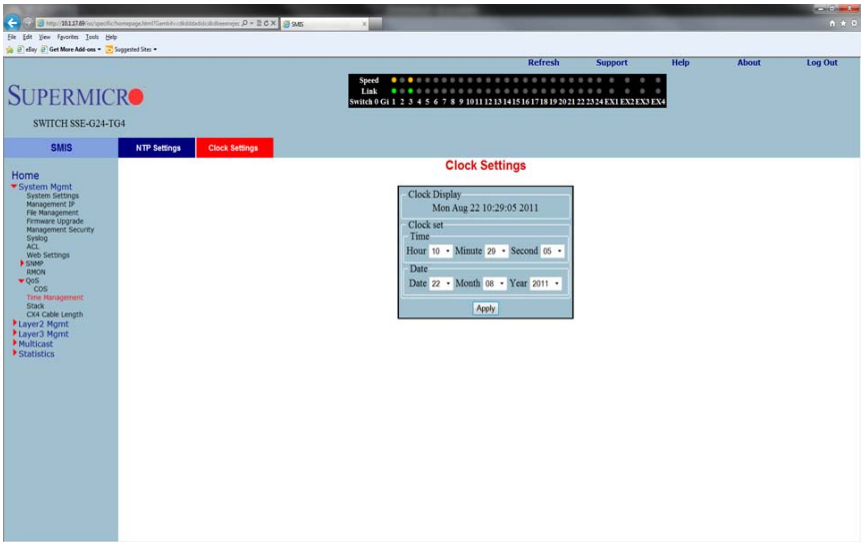 SMIS
File Edit View Favorites Tools Help
eBay Get More Add-ons Suggested Sites
Refresh Support Help About Log Out
SUPERMICRO
SWITCH SSE-G24-TG4
Speed
Link
Switch 0 Gi 1 2 3 4 5 6 7 8 9 10 11 12 13 14 15 16 17 18 19 20 21 22 23 24 EX1 EX2 EX3 EX4
SMIS
NTP Settings
Clock Settings
Home
System Mgmt
System Settings
Management IP
File Management
Firmware Upgrade
Management Security
Syslog
ACL
Web Settings
SNMP
RMON
QoS
COS
Time Management
Stack
CX4 Cable Length
Layer2 Mgmt
Layer3 Mgmt
Multicast
Statistics
Clock Settings
Clock Display
Mon Aug 22 10:29:05 2011
Clock set
Time
Hour 10 Minute 29 Second 05
Date
Date 22 Month 08 Year 2011
Apply